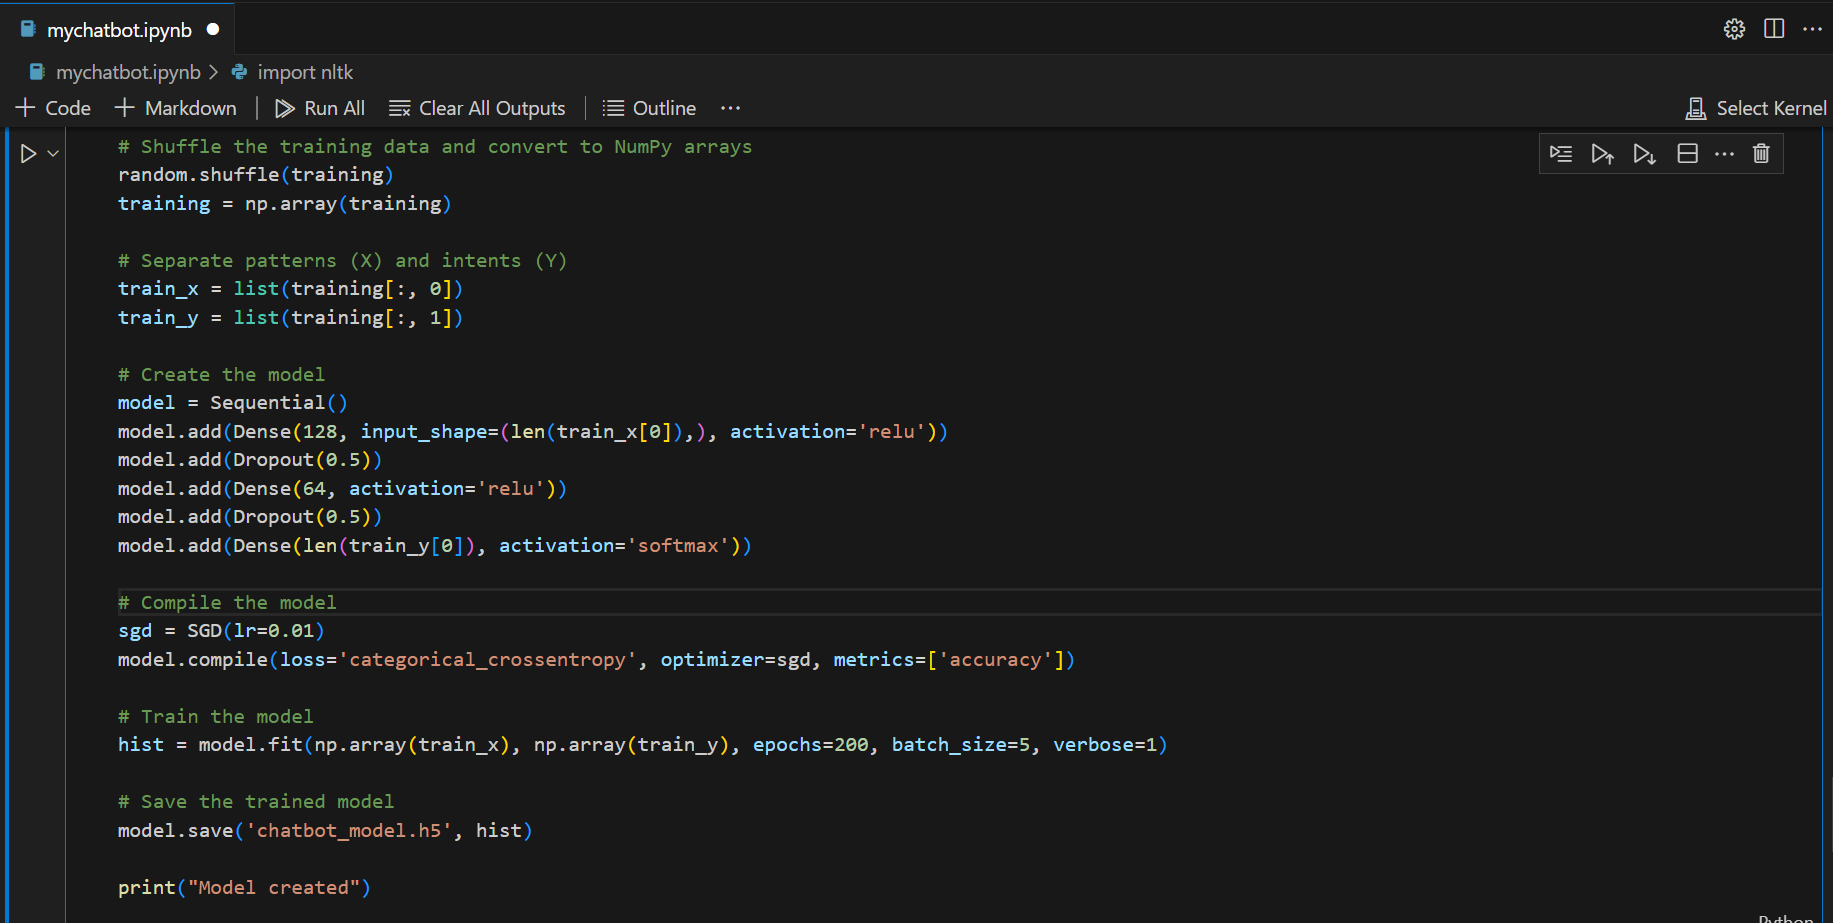 mychatbot.ipynb
mychatbot.ipynb > import nltk
+ Code + Markdown | Run All Clear All Outputs | Outline ... Select Kernel
# Shuffle the training data and convert to NumPy arrays
random.shuffle(training)
training = np.array(training)
# Separate patterns (X) and intents (Y)
train_x = list(training[:, 0])
train_y = list(training[:, 1])
# Create the model
model = Sequential()
model.add(Dense(128, input_shape=(len(train_x[0]),), activation='relu'))
model.add(Dropout(0.5))
model.add(Dense(64, activation='relu'))
model.add(Dropout(0.5))
model.add(Dense(len(train_y[0]), activation='softmax'))
# Compile the model
sgd = SGD(lr=0.01)
model.compile(loss='categorical_crossentropy', optimizer=sgd, metrics=['accuracy'])
# Train the model
hist = model.fit(np.array(train_x), np.array(train_y), epochs=200, batch_size=5, verbose=1)
# Save the trained model
model.save('chatbot_model.h5', hist)
print("Model created")
Python